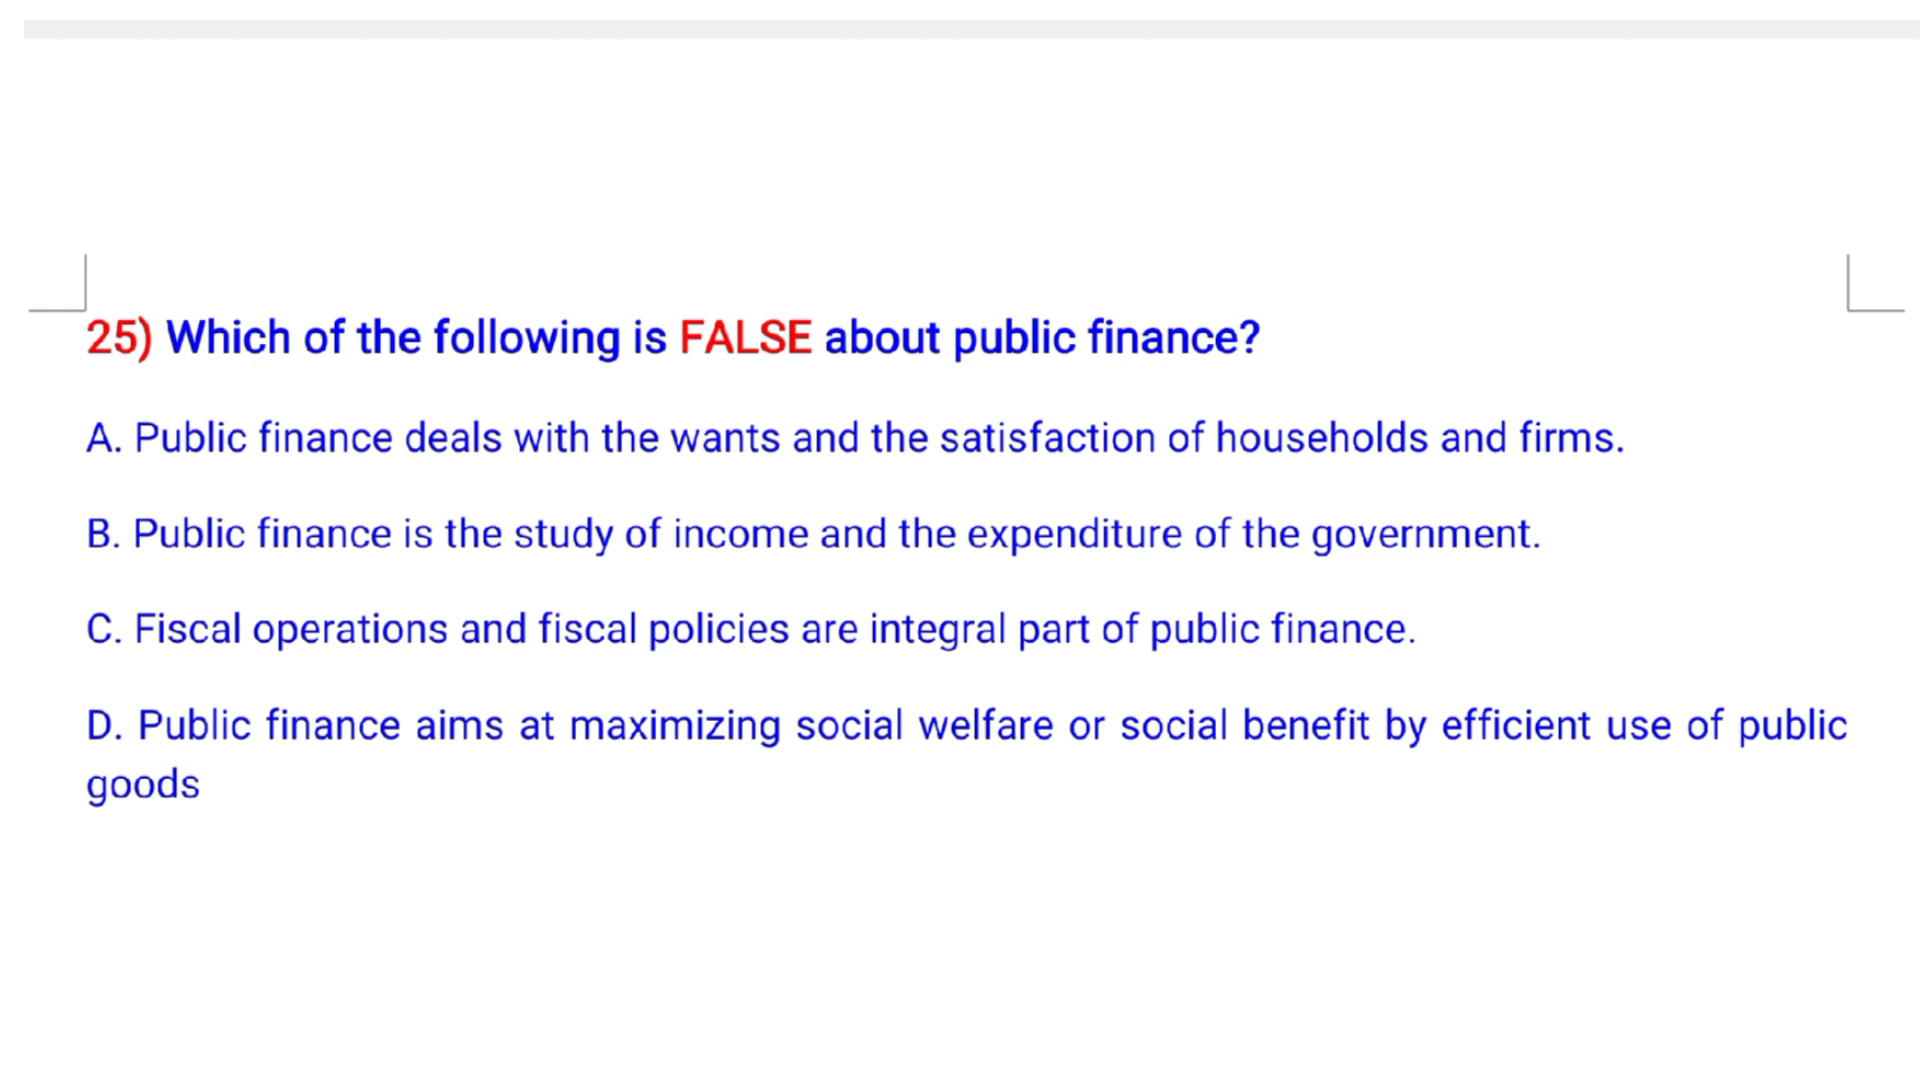 25) Which of the following is FALSE about public finance?
A. Public finance deals with the wants and the satisfaction of households and firms.
B. Public finance is the study of income and the expenditure of the government.
C. Fiscal operations and fiscal policies are integral part of public finance.
D. Public finance aims at maximizing social welfare or social benefit by efficient use of public
goods